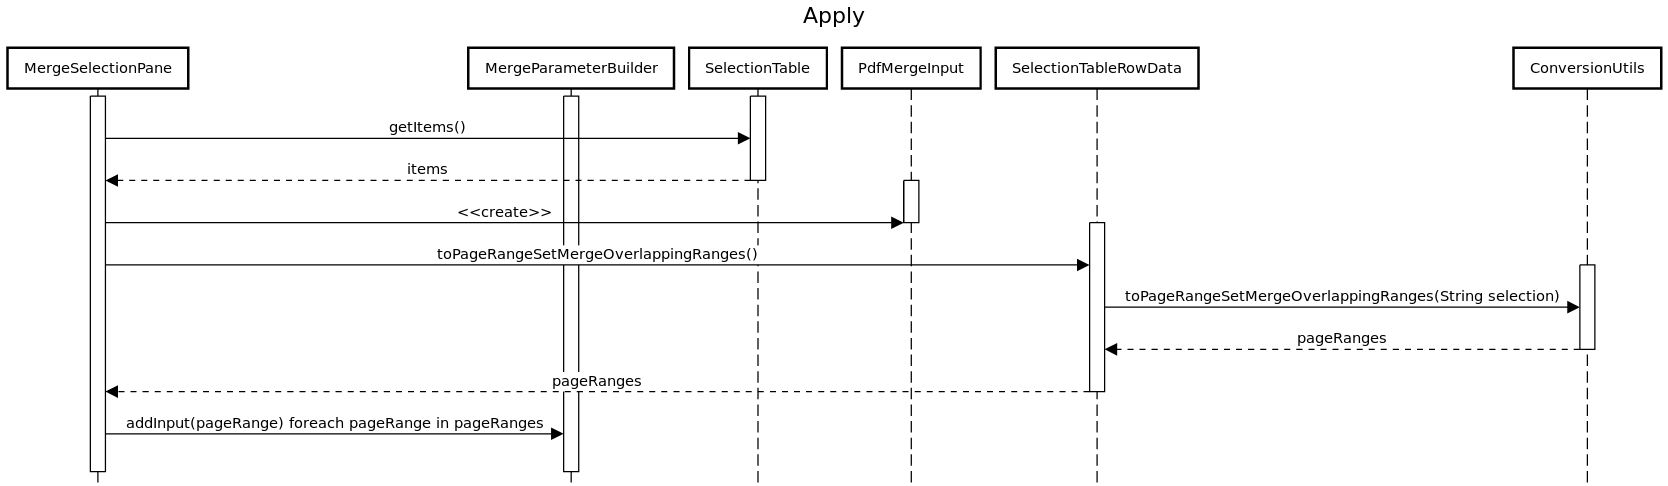 Apply
MergeSelectionPane
MergeParameterBuilder
SelectionTable
PdfMergeInput
SelectionTableRowData
ConversionUtils
getItems()
items
<<create>>
toPageRangeSetMergeOverlappingRanges()
toPageRangeSetMergeOverlappingRanges(String selection)
pageRanges
pageRanges
addInput(pageRange) foreach pageRange in pageRanges